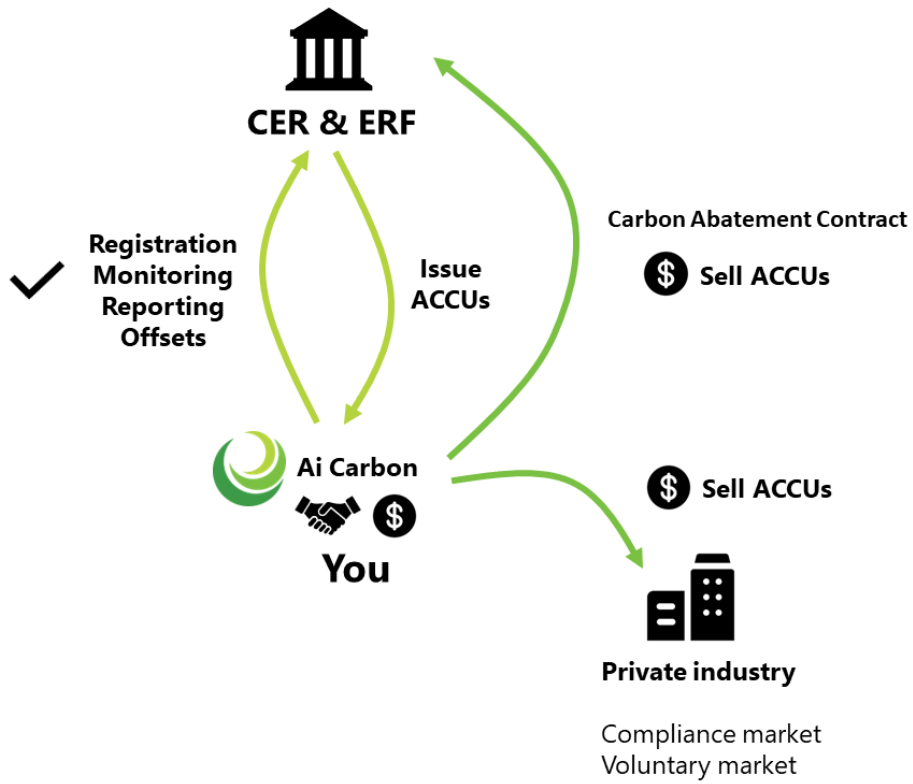 CER & ERF
Registration
Monitoring
Reporting
Offsets
Issue
ACCUs
Carbon Abatement Contract
$ Sell ACCUs
Ai Carbon
$
You
$ Sell ACCUs
Private industry
Compliance market
Voluntary market